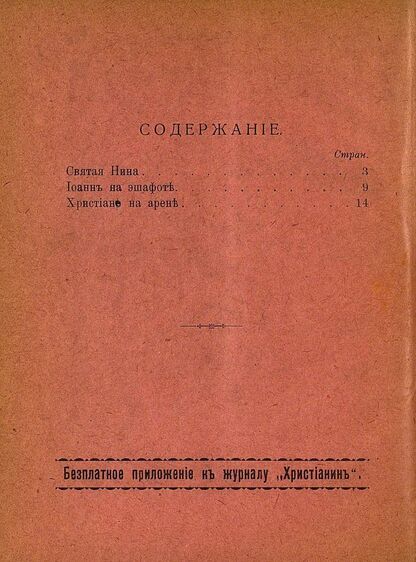 СОДЕРЖАНІЕ.
Стран.
Святая Нина . . . . . . . . . . . . . . 3
Іоаннъ на эшафотѣ. . . . . . . . . . . 9
Христіане на аренѣ. . . . . . . . . . . 14
Безплатное приложеніе къ журналу „Христіанинъ“.